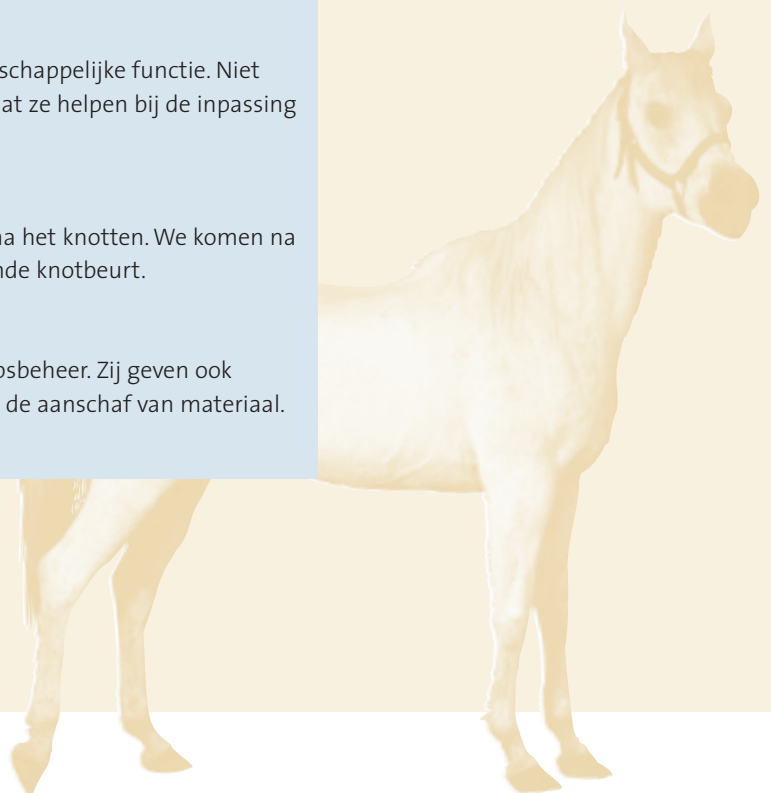 schappelijke functie. Niet
at ze helpen bij de inpassing
na het knotten. We komen na
nde knotbeurt.
psbeheer. Zij geven ook
de aanschaf van materiaal.